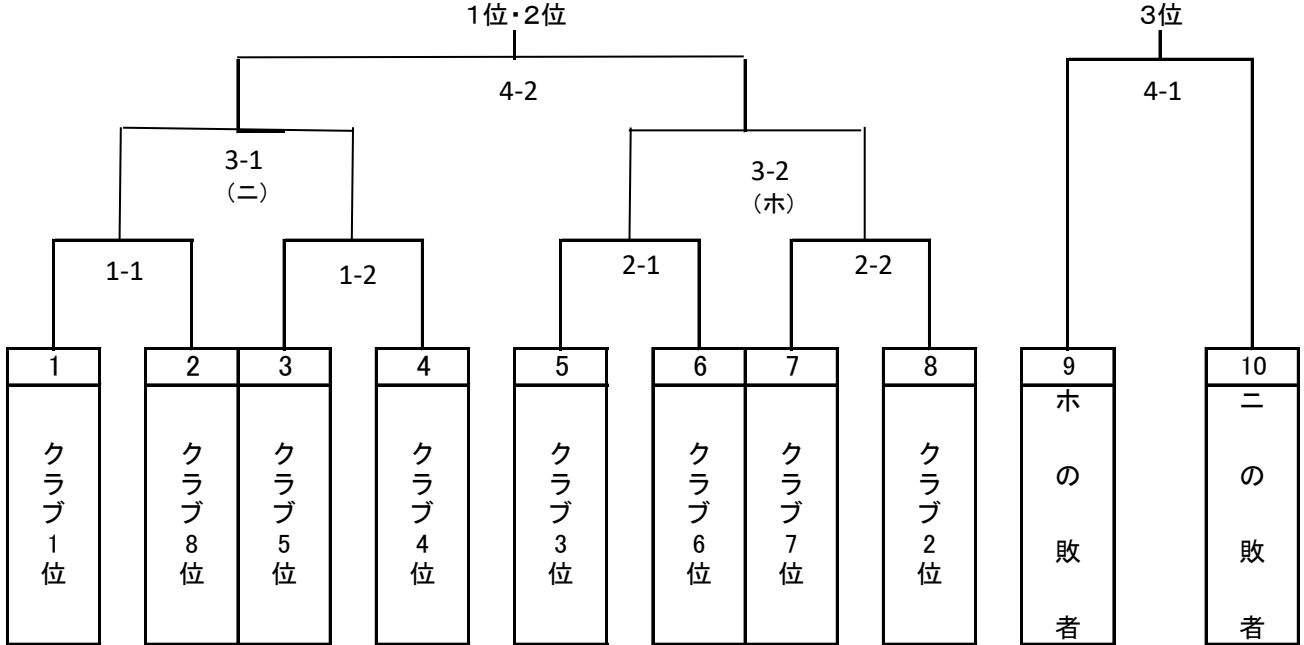 1位・2位
3位
4-2
4-1
3-1
（ニ）
3-2
（ホ）
1-1
1-2
2-1
2-2
1
2
3
4
5
6
7
8
9
10
クラブ1位
クラブ8位
クラブ5位
クラブ4位
クラブ3位
クラブ6位
クラブ7位
クラブ2位
ホの敗者
ニの敗者